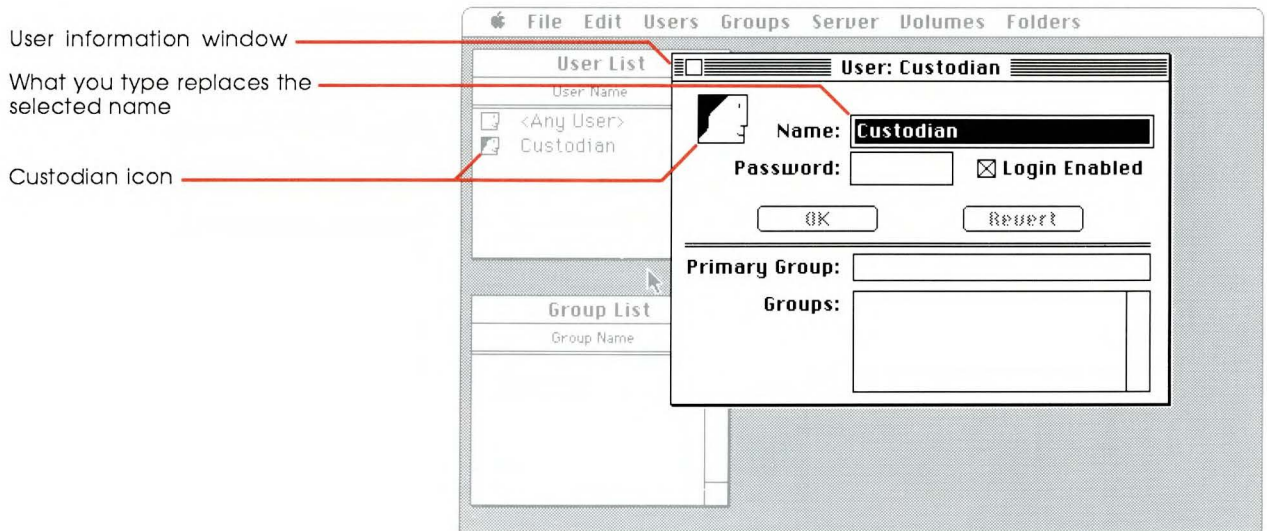 User information window
What you type replaces the
selected name
Custodian icon
File Edit Users Groups Server Volumes Folders
User List
User Name
<Any User>
Custodian
Group List
Group Name
User: Custodian
Name: Custodian
Password:
Login Enabled
OK
Revert
Primary Group:
Groups: